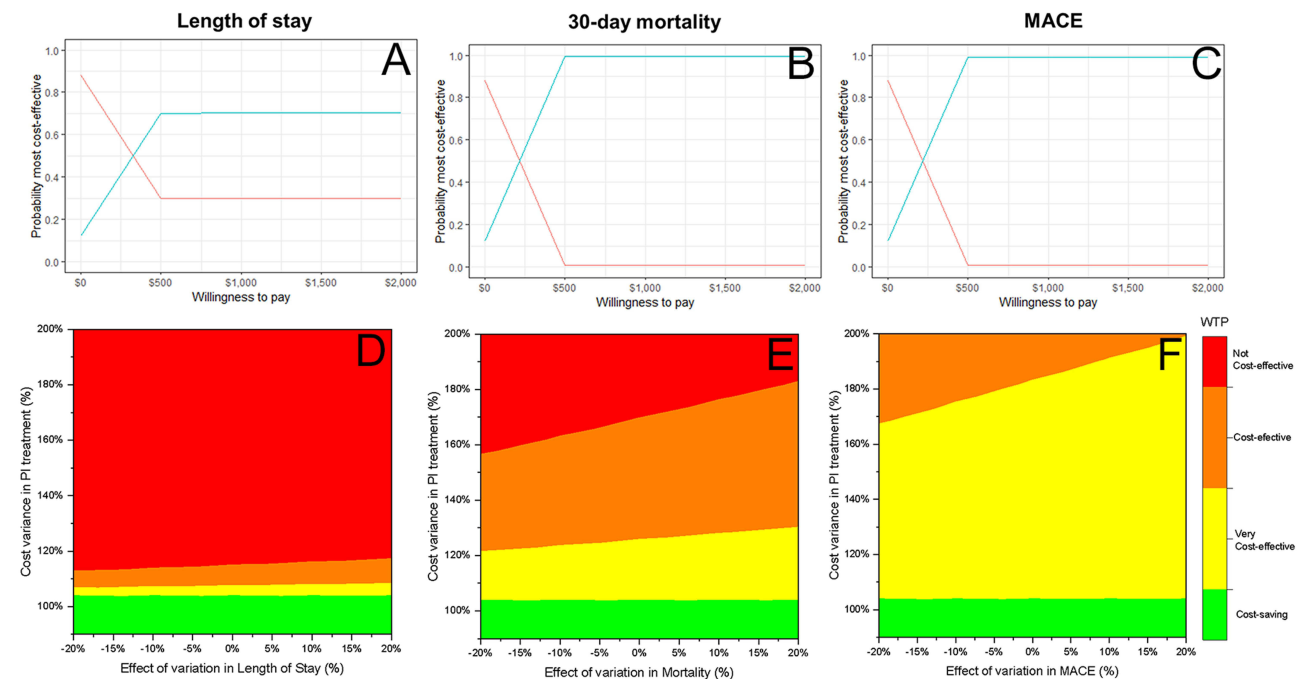 Length of stay
A
Probability most cost-effective
1.0
0.8
0.6
0.4
0.2
0.0
$0
$500
$1,000
$1,500
$2,000
Willingness to pay
30-day mortality
B
Probability most cost-effective
1.0
0.8
0.6
0.4
0.2
0.0
$0
$500
$1,000
$1,500
$2,000
Willingness to pay
MACE
C
Probability most cost-effective
1.0
0.8
0.6
0.4
0.2
0.0
$0
$500
$1,000
$1,500
$2,000
Willingness to pay
D
Cost variance in PI treatment (%)
200%
180%
160%
140%
120%
100%
-20%
-15%
-10%
-5%
0%
5%
10%
15%
20%
Effect of variation in Length of Stay (%)
E
Cost variance in PI treatment (%)
200%
180%
160%
140%
120%
100%
-20%
-15%
-10%
-5%
0%
5%
10%
15%
20%
Effect of variation in Mortality (%)
F
Cost variance in PI treatment (%)
200%
180%
160%
140%
120%
100%
-20%
-15%
-10%
-5%
0%
5%
10%
15%
20%
Effect of variation in MACE (%)
WTP
Not
Cost-effective
Cost-efective
Very
Cost-effective
Cost-saving